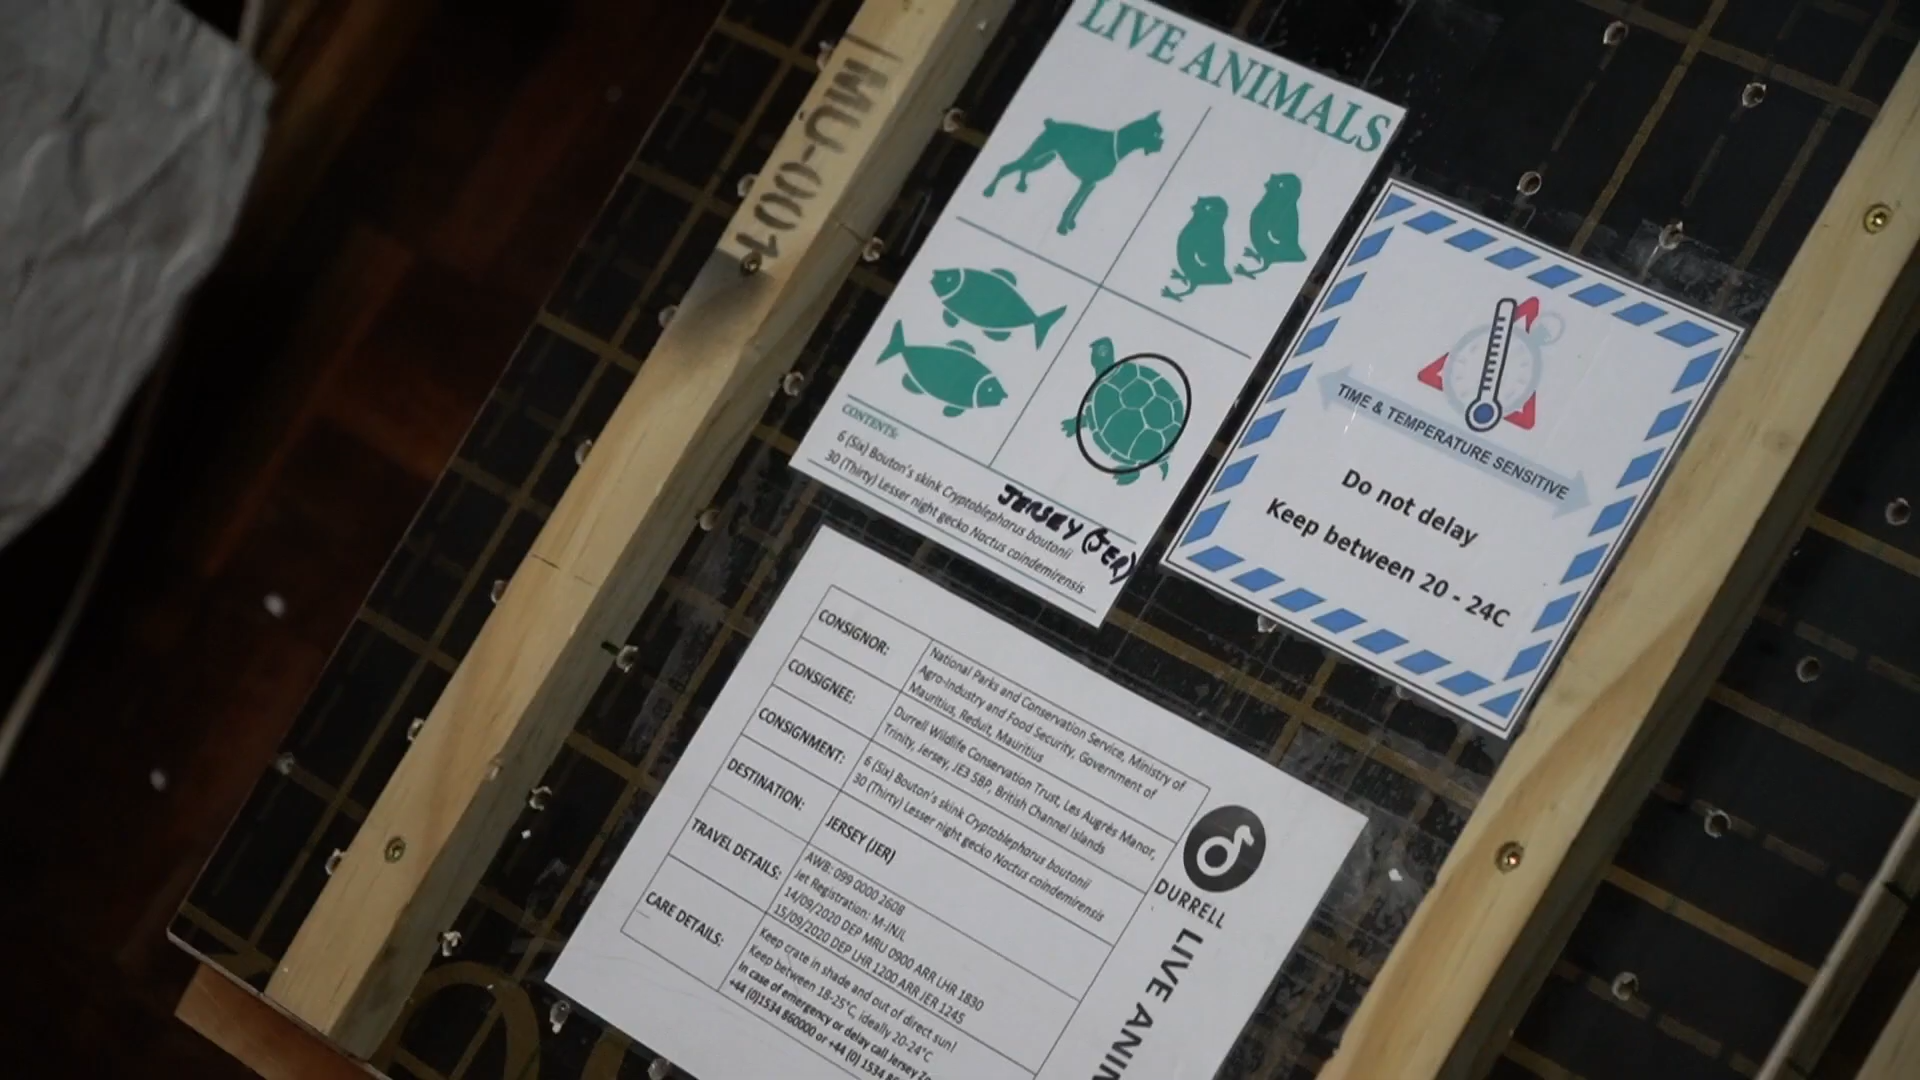 MU-001
LIVE ANIMALS
CONTENTS:
6 (Six) Bouton's skink Cryptoblephorus boutonii
30 (Thirty) Lesser night gecko Nactus coindemirensis
JERSEY (JER)
TIME & TEMPERATURE SENSITIVE
Do not delay
Keep between 20 - 24C
CONSIGNOR:
National Parks and Conservation Service, Ministry of
Agro-Industry and Food Security, Government of
Mauritius, Reduit, Mauritius
CONSIGNEE:
Durrell Wildlife Conservation Trust, Les Augrès Manor,
Trinity, Jersey, JE3 5BP, British Channel Islands
CONSIGNMENT:
6 (Six) Bouton's skink Cryptoblephorus boutonii
30 (Thirty) Lesser night gecko Nactus coindemirensis
DESTINATION:
JERSEY (JER)
TRAVEL DETAILS:
AWB: 099 0000 2608
Jet Registration: M-INJL
14/09/2020 DEP MRU 0900 ARR LHR 1830
15/09/2020 DEP LHR 1200 ARR JER 1245
CARE DETAILS:
Keep crate in shade and out of direct sun!
Keep between 18-25°C, ideally 20-24°C
In case of emergency or delay call Jersey
+44 (0)1534 860000 or +44 (0) 1534
DURRELL
LIVE